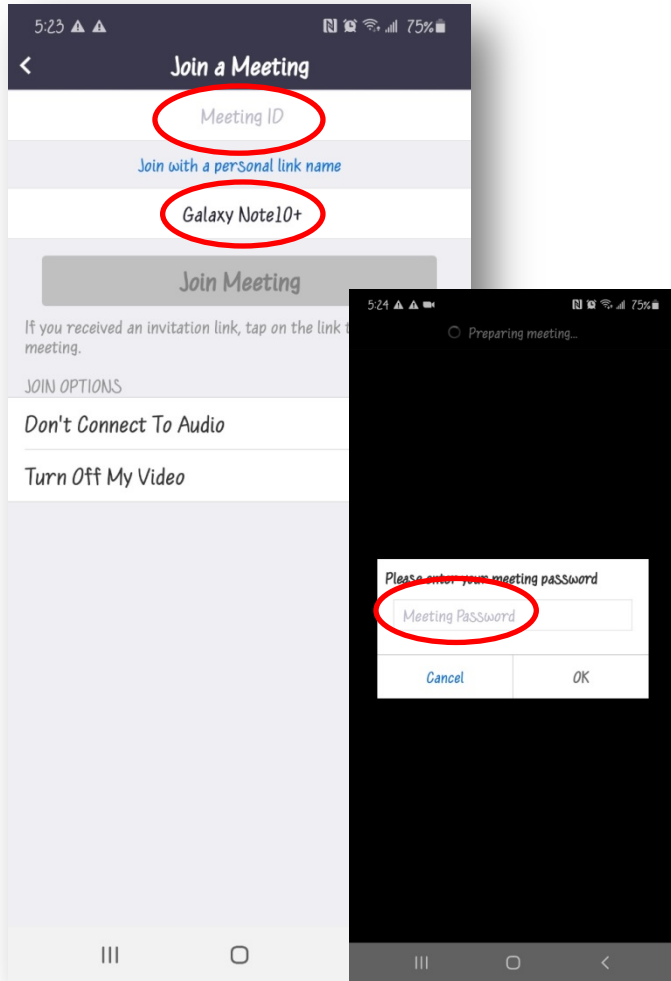 5:23 75%
Join a Meeting
Meeting ID
Join with a personal link name
Galaxy Note10+
Join Meeting
If you received an invitation link, tap on the link
meeting.
JOIN OPTIONS
Don't Connect To Audio
Turn Off My Video
5:24 75%
Preparing meeting...
Please enter your meeting password
Meeting Password
Cancel OK